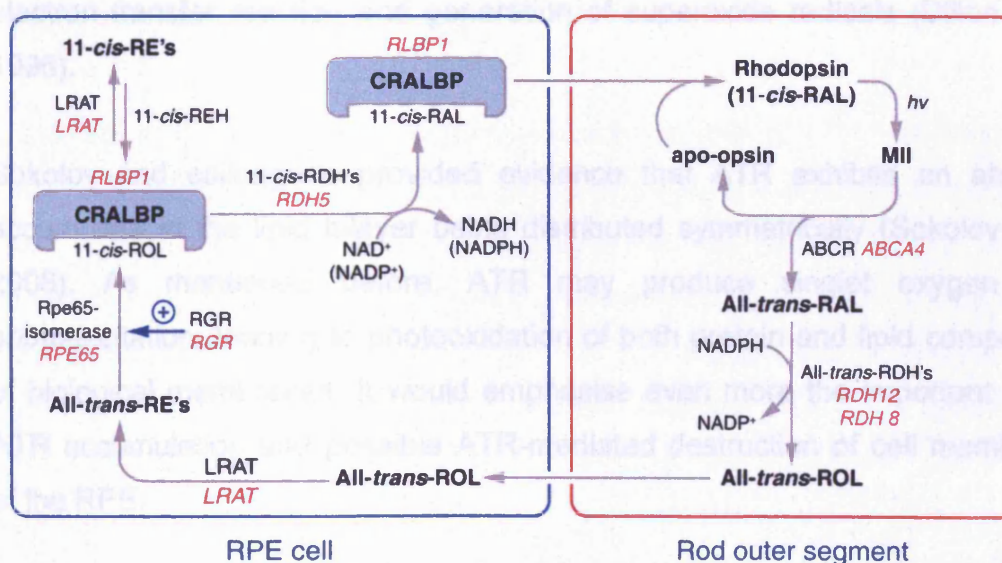 11-cis-RE's
LRAT
LRAT
11-cis-REH
RLBP1
CRALBP
11-cis-ROL
Rpe65-
isomerase
RPE65
RGR
RGR
All-trans-RE's
LRAT
LRAT
All-trans-ROL
11-cis-RDH's
RDH5
NAD⁺
(NADP⁺)
NADH
(NADPH)
RLBP1
CRALBP
11-cis-RAL
RPE cell
Rhodopsin
(11-cis-RAL)
hv
apo-opsin
MII
ABCR ABCA4
All-trans-RAL
NADPH
All-trans-RDH's
RDH12
RDH 8
NADP⁺
All-trans-ROL
Rod outer segment